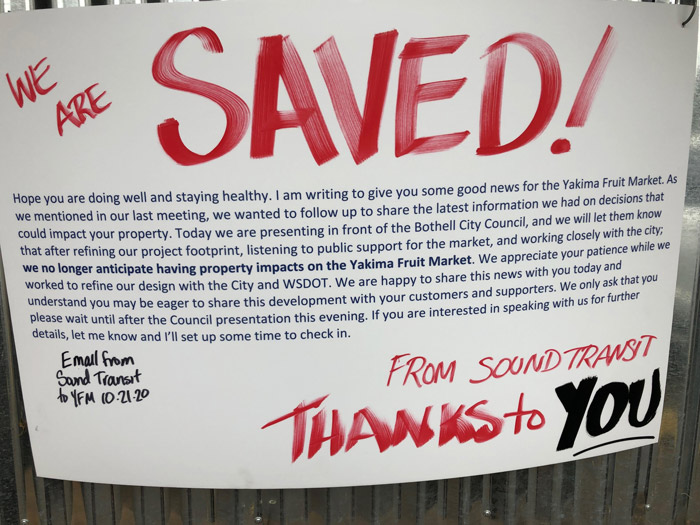 WE
ARE
SAVED!
Hope you are doing well and staying healthy. I am writing to give you some good news for the Yakima Fruit Market. As
we mentioned in our last meeting, we wanted to follow up to share the latest information we had on decisions that
could impact your property. Today we are presenting in front of the Bothell City Council, and we will let them know
that after refining our project footprint, listening to public support for the market, and working closely with the city;
we no longer anticipate having property impacts on the Yakima Fruit Market. We appreciate your patience while we
worked to refine our design with the City and WSDOT. We are happy to share this news with you today and
understand you may be eager to share this development with your customers and supporters. We only ask that you
please wait until after the Council presentation this evening. If you are interested in speaking with us for further
details, let me know and I'll set up some time to check in.
Email from
Sound Transit
to YFM 10.21.20
FROM SOUND TRANSIT
THANKS to YOU